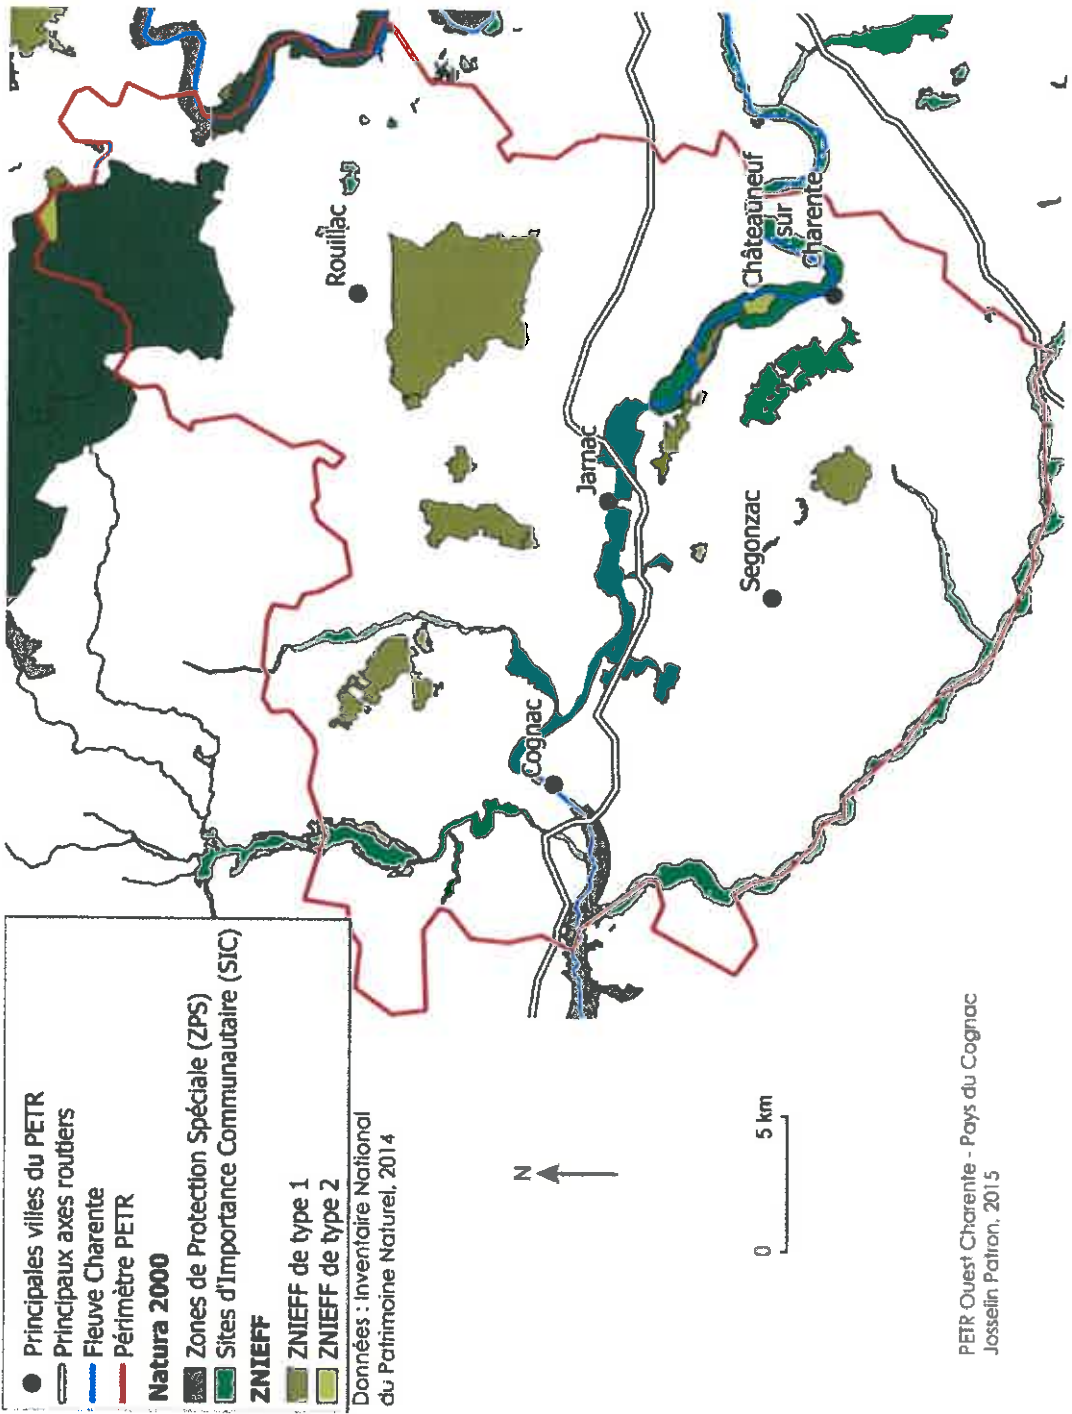 Principales villes du PETR
Principaux axes routiers
Fleuve Charente
Périmètre PETR
Natura 2000
Zones de Protection Spéciale (ZPS)
Sites d'Importance Communautaire (SIC)
ZNIEFF
ZNIEFF de type 1
ZNIEFF de type 2
Données : Inventaire National
du Patrimoine Naturel, 2014
Rouillac
Châteauneuf
sur
Charente
Jarnac
Segonzac
Cognac
N
0 5 km
PETR Ouest Charente - Pays du Cognac
Josselin Patron, 2015